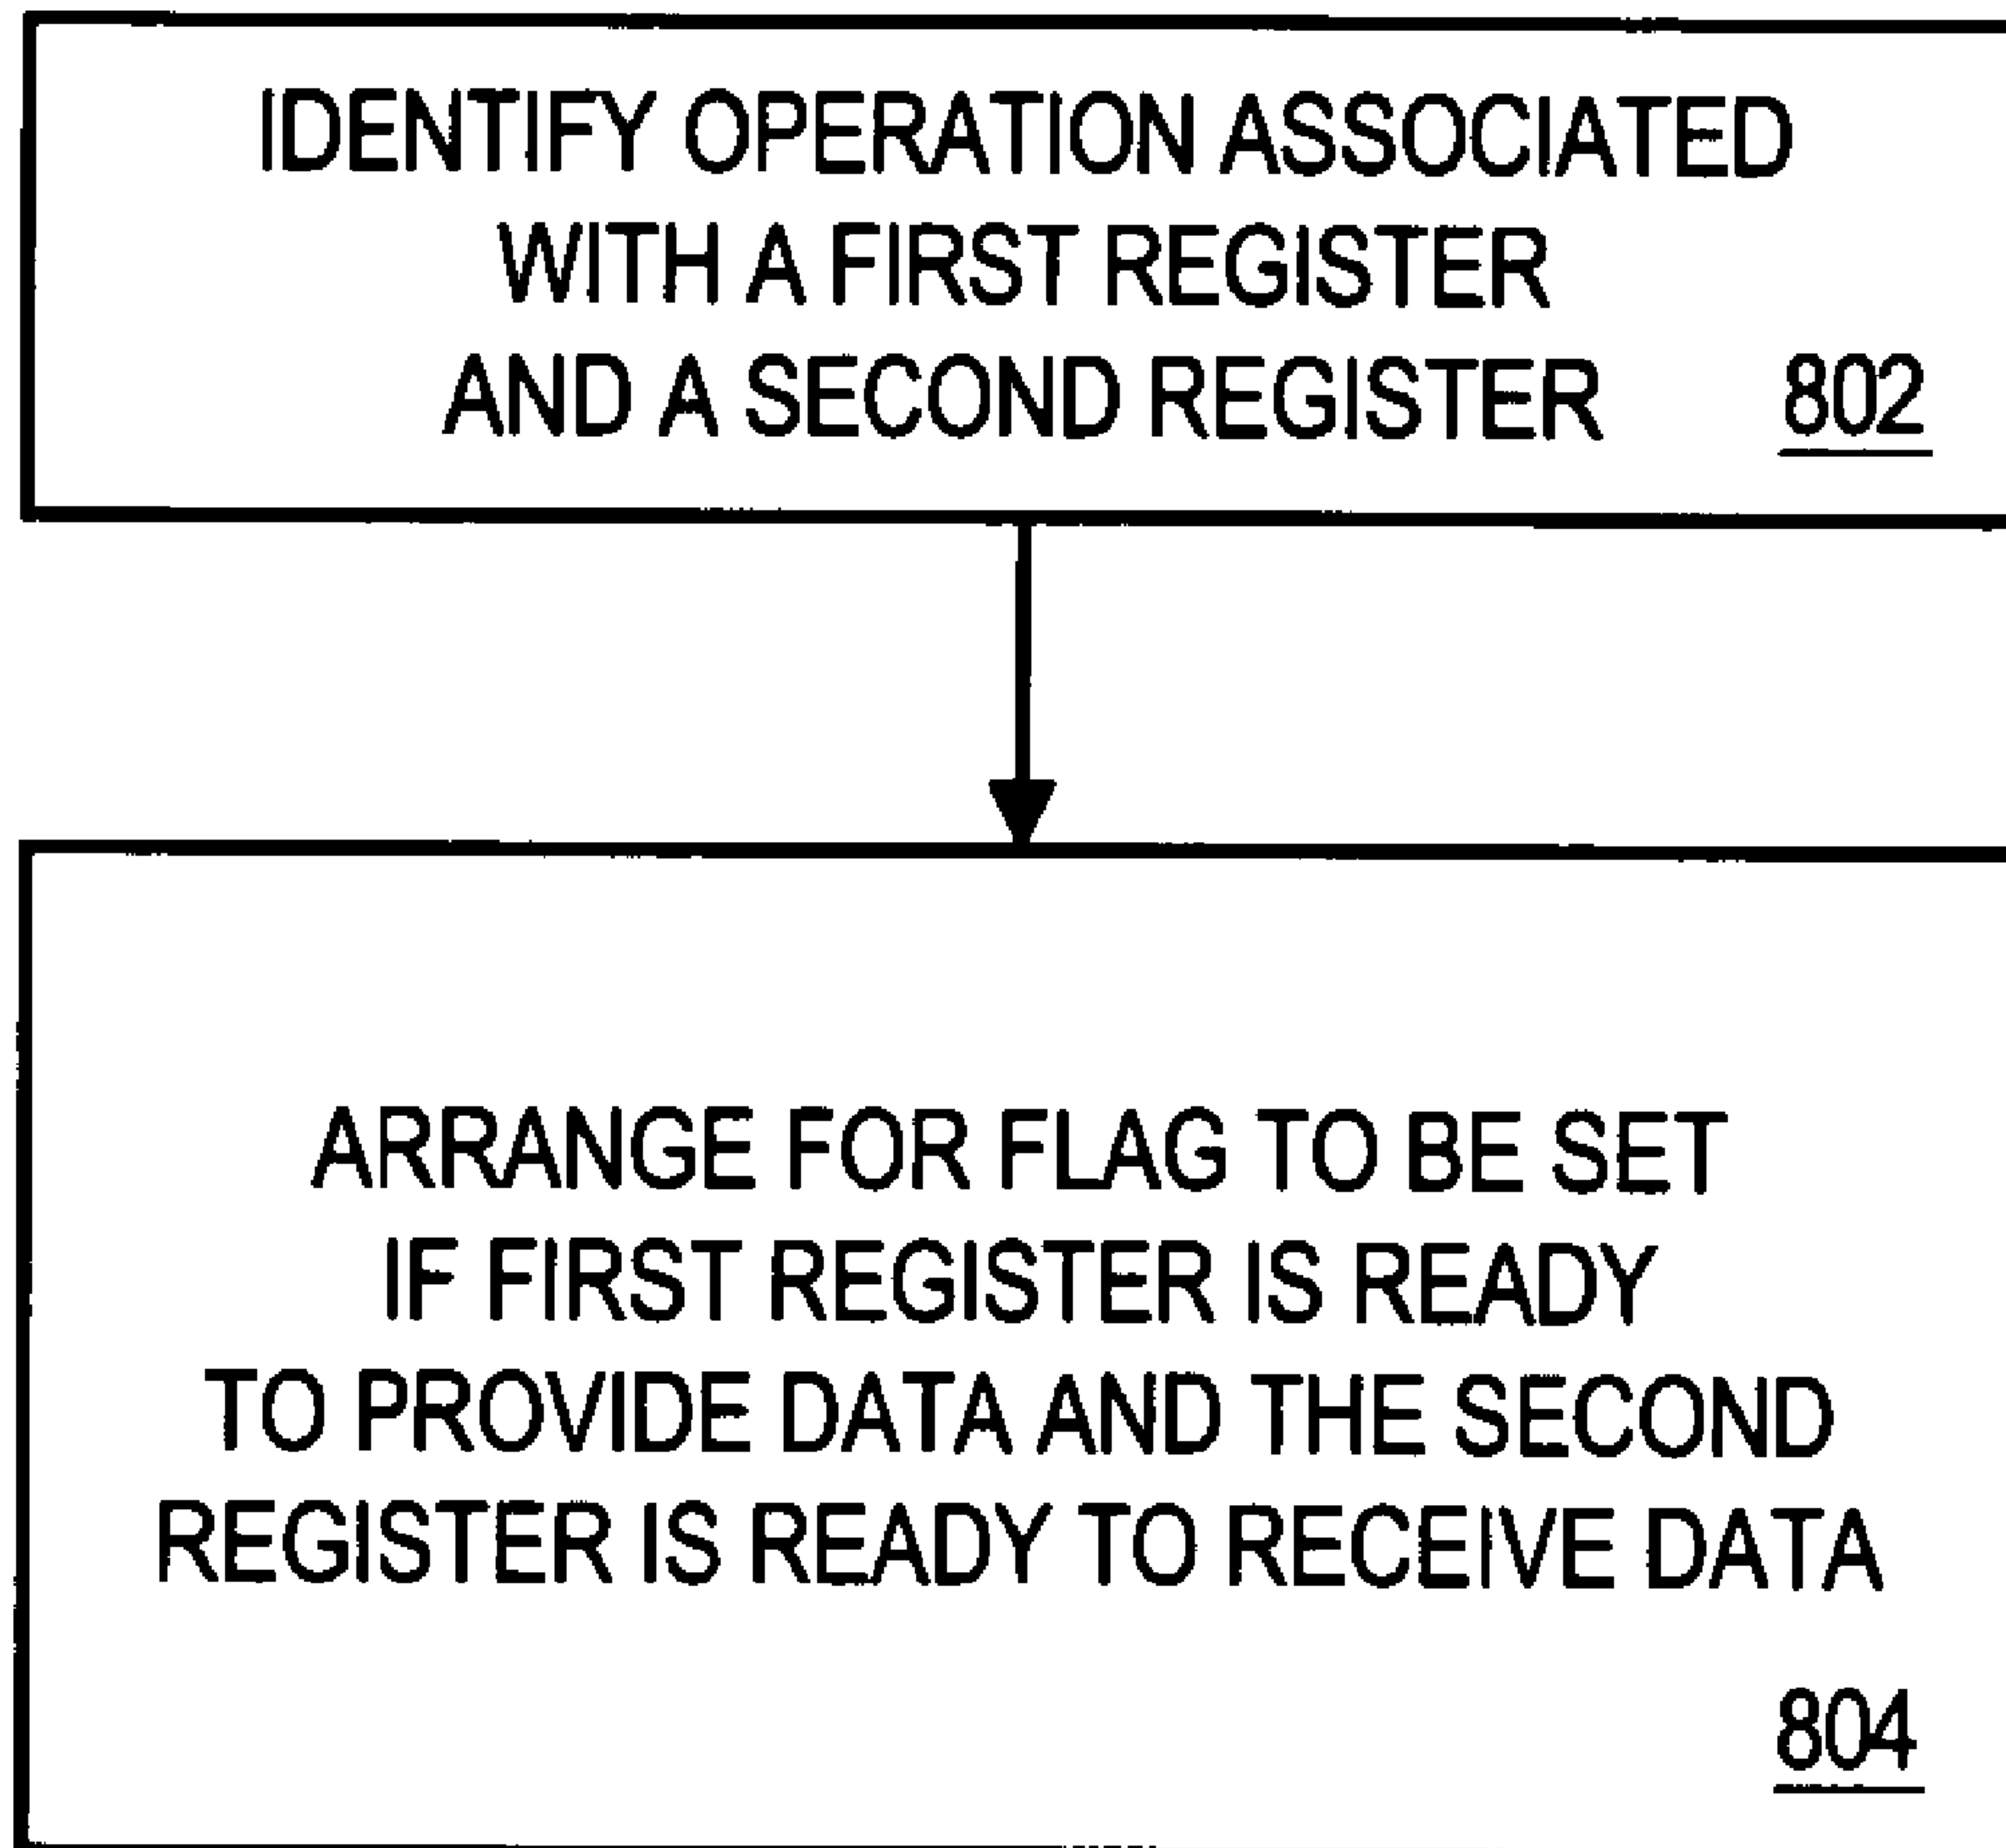 IDENTIFY OPERATION ASSOCIATED
WITH A FIRST REGISTER
AND A SECOND REGISTER 802
ARRANGE FOR FLAG TO BE SET
IF FIRST REGISTER IS READY
TO PROVIDE DATA AND THE SECOND
REGISTER IS READY TO RECEIVE DATA
804